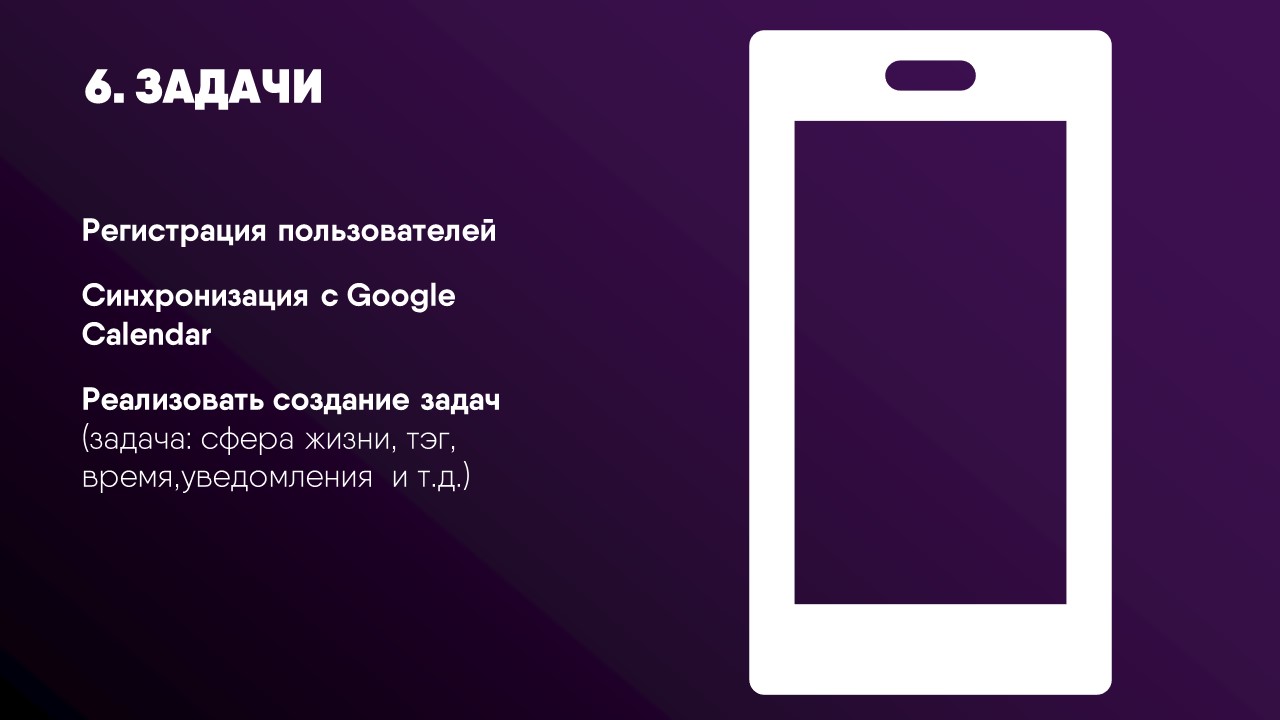 6. ЗАДАЧИ
Регистрация пользователей
Синхронизация с Google
Calendar
Реализовать создание задач
(задача: сфера жизни, тэг,
время,уведомления  и т.д.)